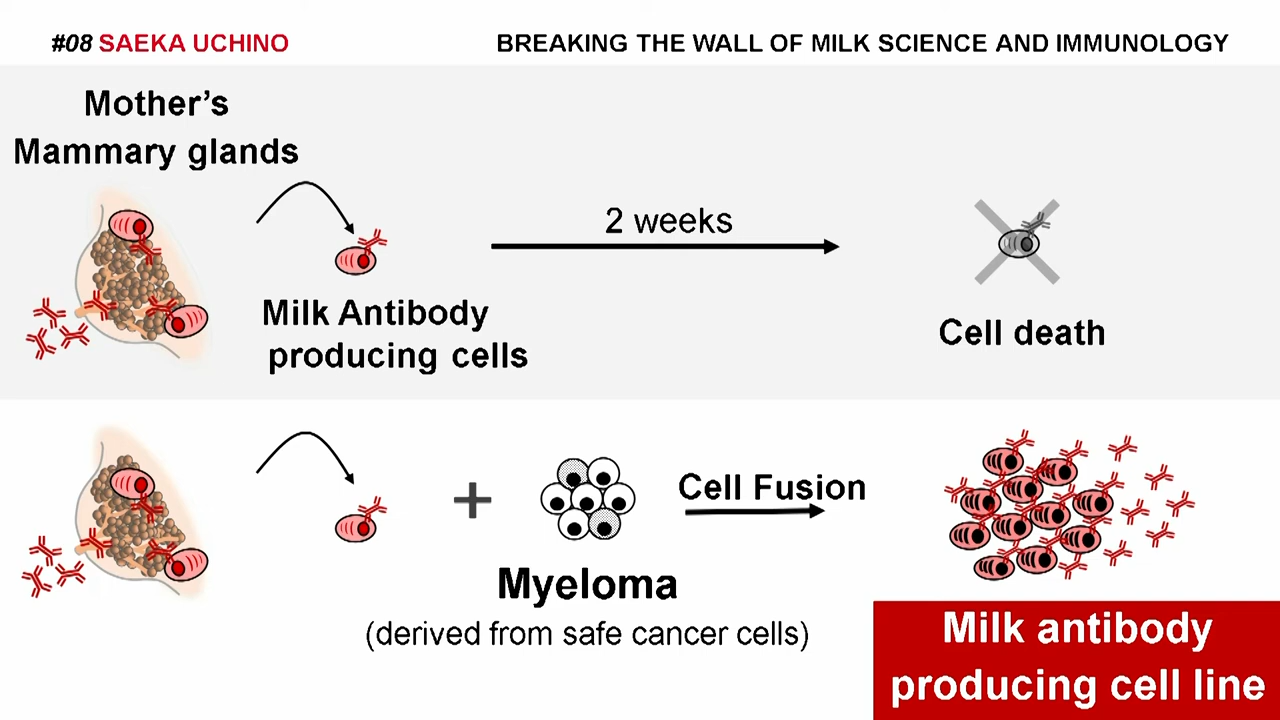 #08 SAEKA UCHINO
BREAKING THE WALL OF MILK SCIENCE AND IMMUNOLOGY
Mother's
Mammary glands
2 weeks
Milk Antibody
producing cells
Cell death
+
Cell Fusion
Myeloma
(derived from safe cancer cells)
Milk antibody
producing cell line